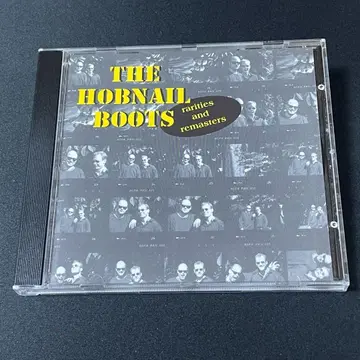 THE
HOBNAIL
BOOTS
rarities
and
remasters